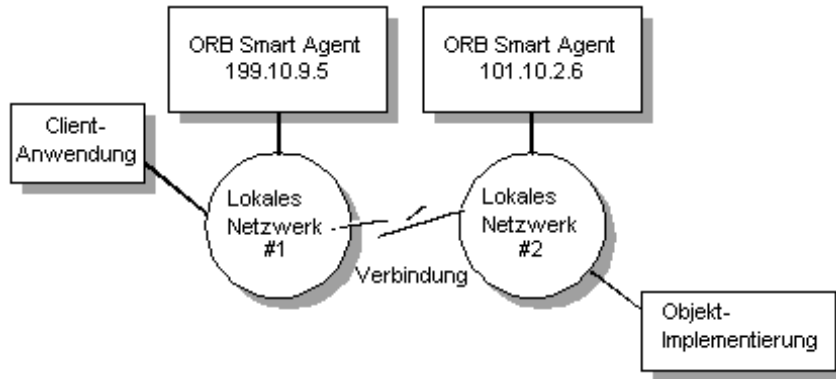 ORB Smart Agent
199.10.9.5
ORB Smart Agent
101.10.2.6
Client-
Anwendung
Lokales
Netzwerk
#1
Lokales
Netzwerk
#2
Verbindung
Objekt-
Implementierung